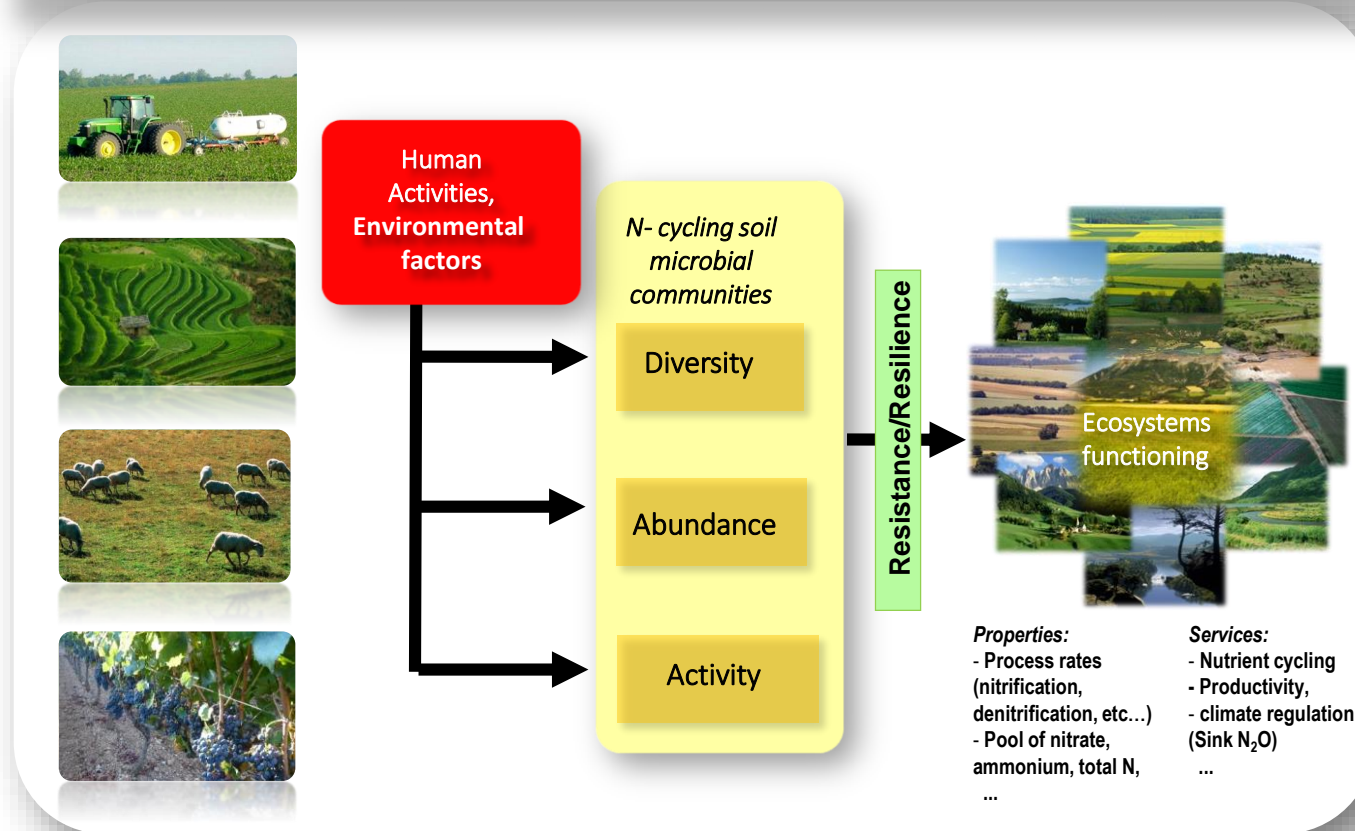 Human
Activities,
Environmental
factors
N- cycling soil
microbial
communities
Diversity
Abundance
Activity
Resistance/Resilience
Ecosystems
functioning
Properties:
- Process rates
(nitrification,
denitrification, etc...)
- Pool of nitrate,
ammonium, total N,
...
Services:
- Nutrient cycling
- Productivity,
- climate regulation
(Sink N₂O)
...